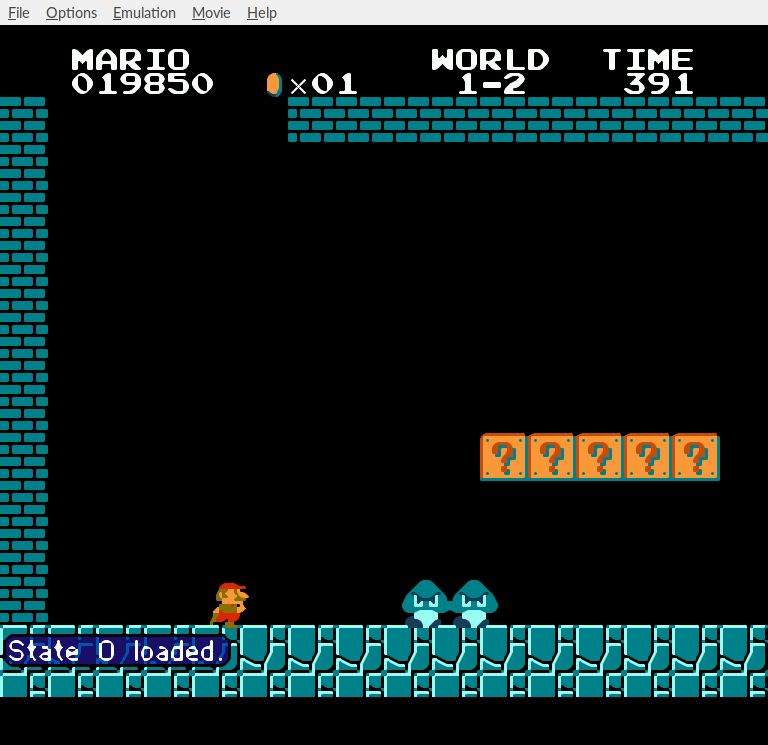 File Options Emulation Movie Help
MARIO WORLD TIME
019850 ×01 1-2 391
? ? ? ? ?
State 0 loaded.